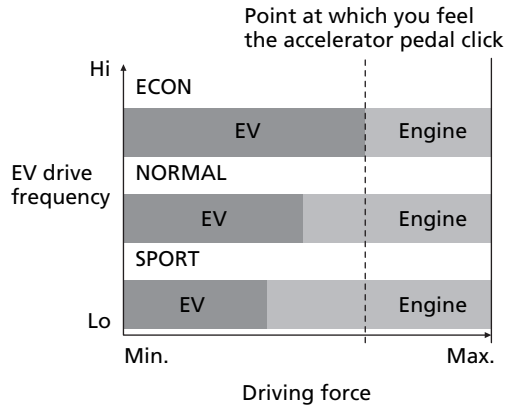 Point at which you feel
the accelerator pedal click
Hi
ECON
EV Engine
EV drive
frequency
NORMAL
EV Engine
SPORT
EV Engine
Lo
Min. Max.
Driving force